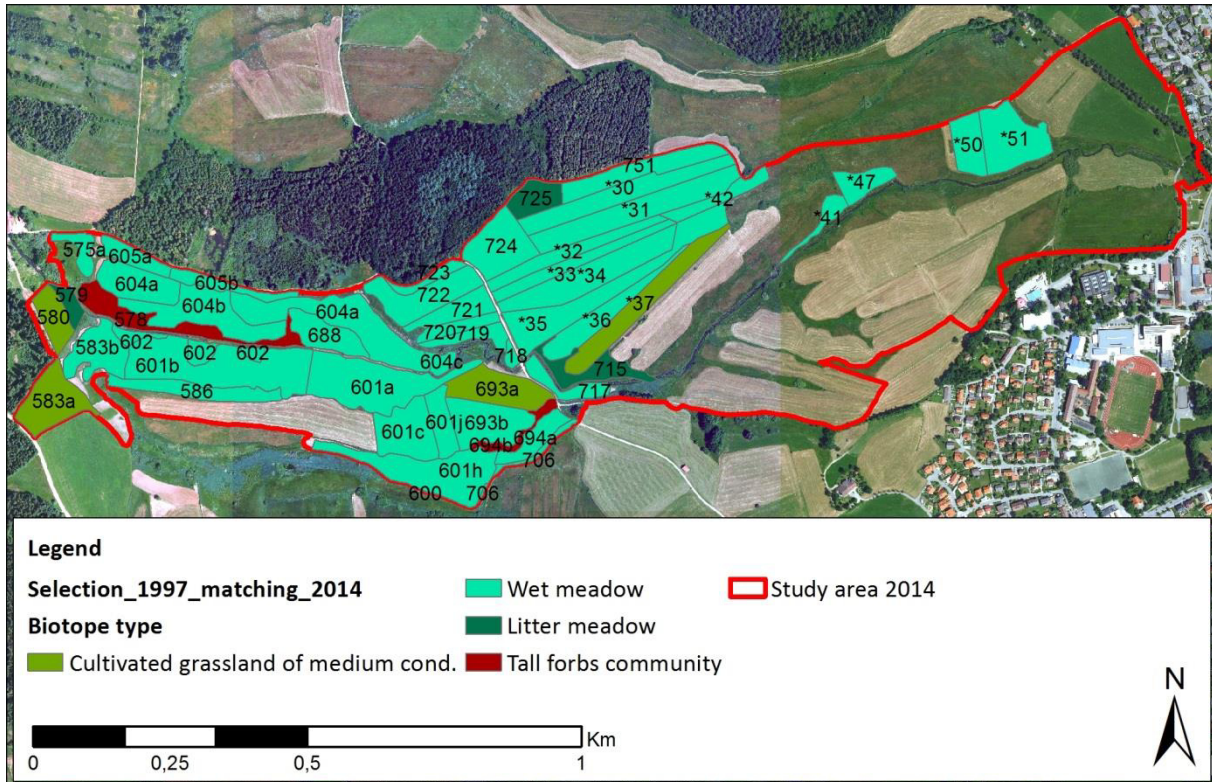 751
*30
725
*31
*42
724
*32
*33 *34
723
722
721
720 719
*35
*36
*37
718
715
717
*50
*51
*47
*41
575a
605a
604a
605b
604b
604a
579
580
578
602
602
602
688
583b
601b
586
583a
604c
601a
693a
601c
601j 693b
694b
694a
601h
706
600
706
Legend
Selection_1997_matching_2014
Biotope type
Cultivated grassland of medium cond.
Wet meadow
Litter meadow
Tall forbs community
Study area 2014
N
Km
0 0,25 0,5 1